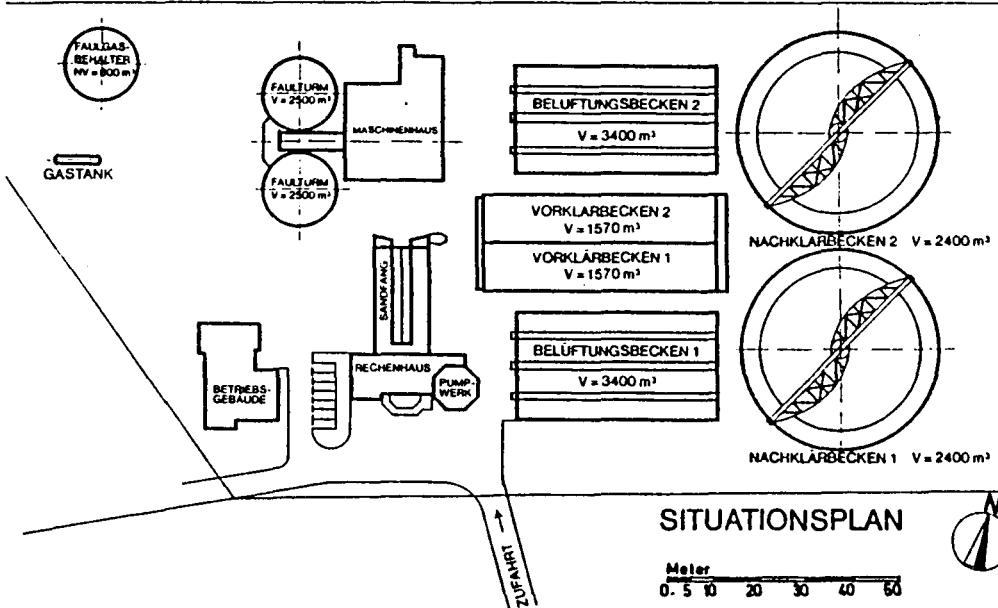 FAULGAS-
BEHÄLTER
NV = 800 m³
GASTANK
FAULTURM
V = 2500 m³
MASCHINENHAUS
FAULTURM
V = 2500 m³
BELÜFTUNGSBECKEN 2
V = 3400 m³
NACHKLÄRBECKEN 2 V = 2400 m³
VORKLÄRBECKEN 2
V = 1570 m³
VORKLÄRBECKEN 1
V = 1570 m³
SANDFANG
RECHENHAUS
PUMP-
WERK
BETRIEBS-
GEBÄUDE
BELÜFTUNGSBECKEN 1
V = 3400 m³
NACHKLÄRBECKEN 1 V = 2400 m³
ZUFAHRT
SITUATIONSPLAN
N
Meter
0. 5 10 20 30 40 50